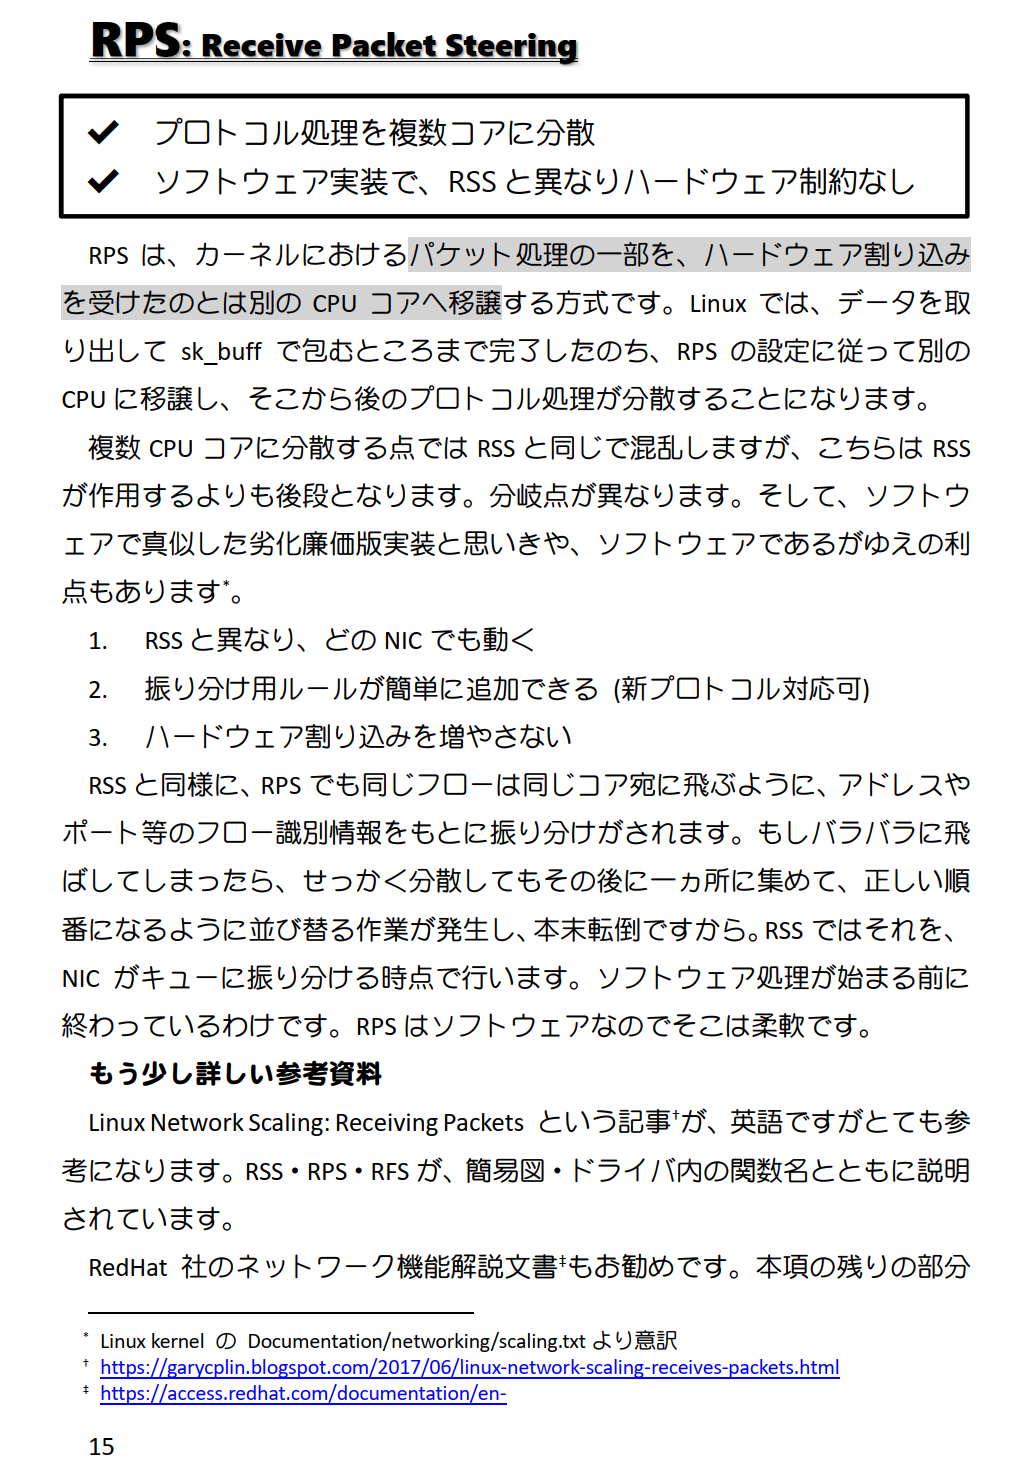 RPS: Receive Packet Steering
✔ プロトコル処理を複数コアに分散
✔ ソフトウェア実装で、RSS と異なりハードウェア制約なし
RPS は、カーネルにおけるパケット処理の一部を、ハードウェア割り込み
を受けたのとは別の CPU コアへ移譲する方式です。Linux では、データを取
り出して sk_buff で包むところまで完了したのち、RPS の設定に従って別の
CPU に移譲し、そこから後のプロトコル処理が分散することになります。
複数 CPU コアに分散する点では RSS と同じで混乱しますが、こちらは RSS
が作用するよりも後段となります。分岐点が異なります。そして、ソフトウ
ェアで真似した劣化廉価版実装と思いきや、ソフトウェアであるがゆえの利
点もあります*。
1. RSS と異なり、どの NIC でも動く
2. 振り分け用ルールが簡単に追加できる (新プロトコル対応可)
3. ハードウェア割り込みを増やさない
RSS と同様に、RPS でも同じフローは同じコア宛に飛ぶように、アドレスや
ポート等のフロー識別情報をもとに振り分けがされます。もしバラバラに飛
ばしてしまったら、せっかく分散してもその後に一ヵ所に集めて、正しい順
番になるように並び替る作業が発生し、本末転倒ですから。RSS ではそれを、
NIC がキューに振り分ける時点で行います。ソフトウェア処理が始まる前に
終わっているわけです。RPS はソフトウェアなのでそこは柔軟です。
もう少し詳しい参考資料
Linux Network Scaling: Receiving Packets という記事†が、英語ですがとても参
考になります。RSS・RPS・RFS が、簡易図・ドライバ内の関数名とともに説明
されています。
RedHat 社のネットワーク機能解説文書‡もお勧めです。本項の残りの部分
* Linux kernel の Documentation/networking/scaling.txt より意訳
† https://garycplin.blogspot.com/2017/06/linux-network-scaling-receives-packets.html
‡ https://access.redhat.com/documentation/en-
15